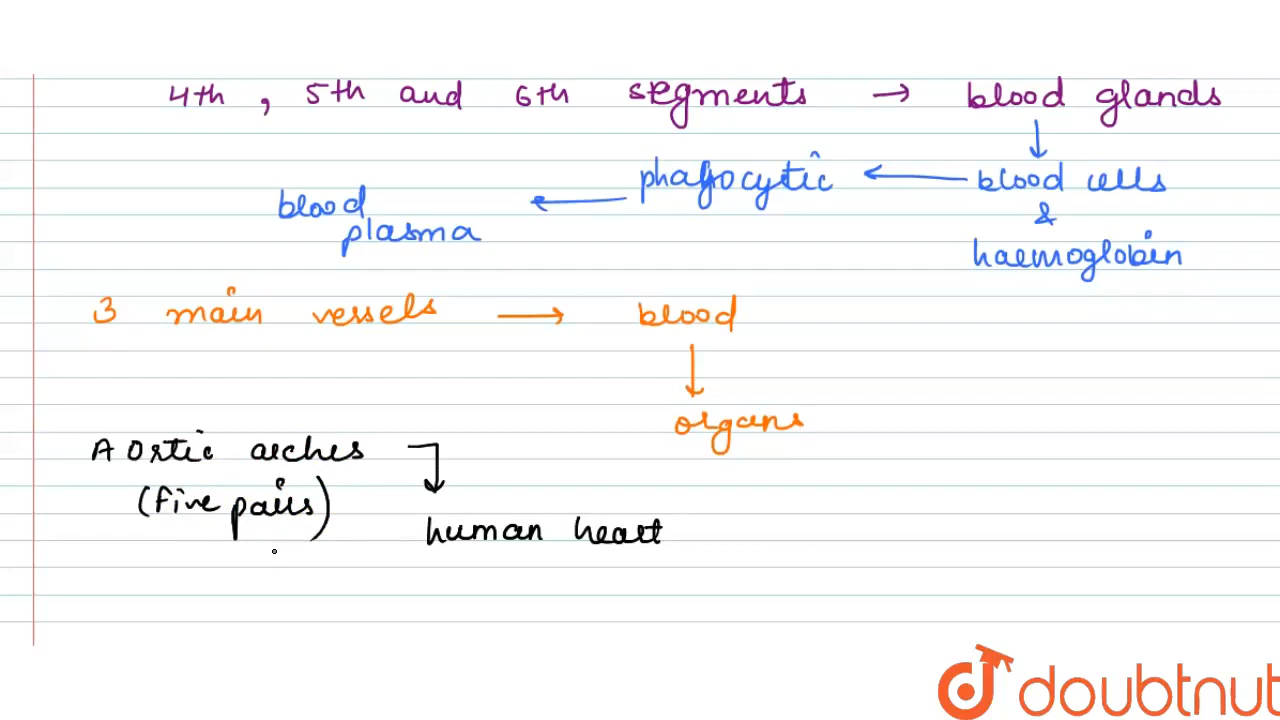 4th, 5th and 6th segments → blood glands
↓
blood plasma ← phagocytic ← blood cells
&
haemoglobin
3 main vessels → blood
↓
organs
Aortic arches
(five pairs)
human heart
doubtnut